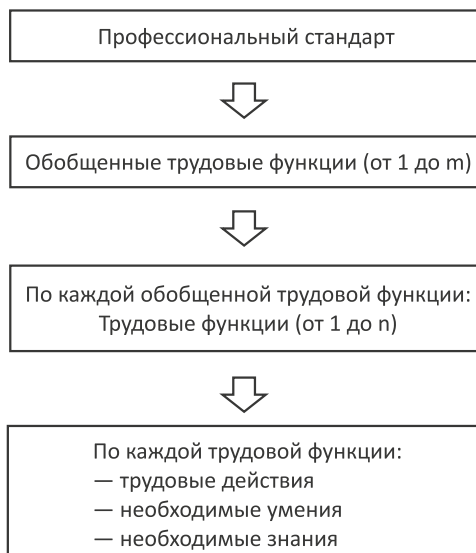 Профессиональный стандарт
Обобщенные трудовые функции (от 1 до m)
По каждой обобщенной трудовой функции:
Трудовые функции (от 1 до n)
По каждой трудовой функции:
— трудовые действия
— необходимые умения
— необходимые знания